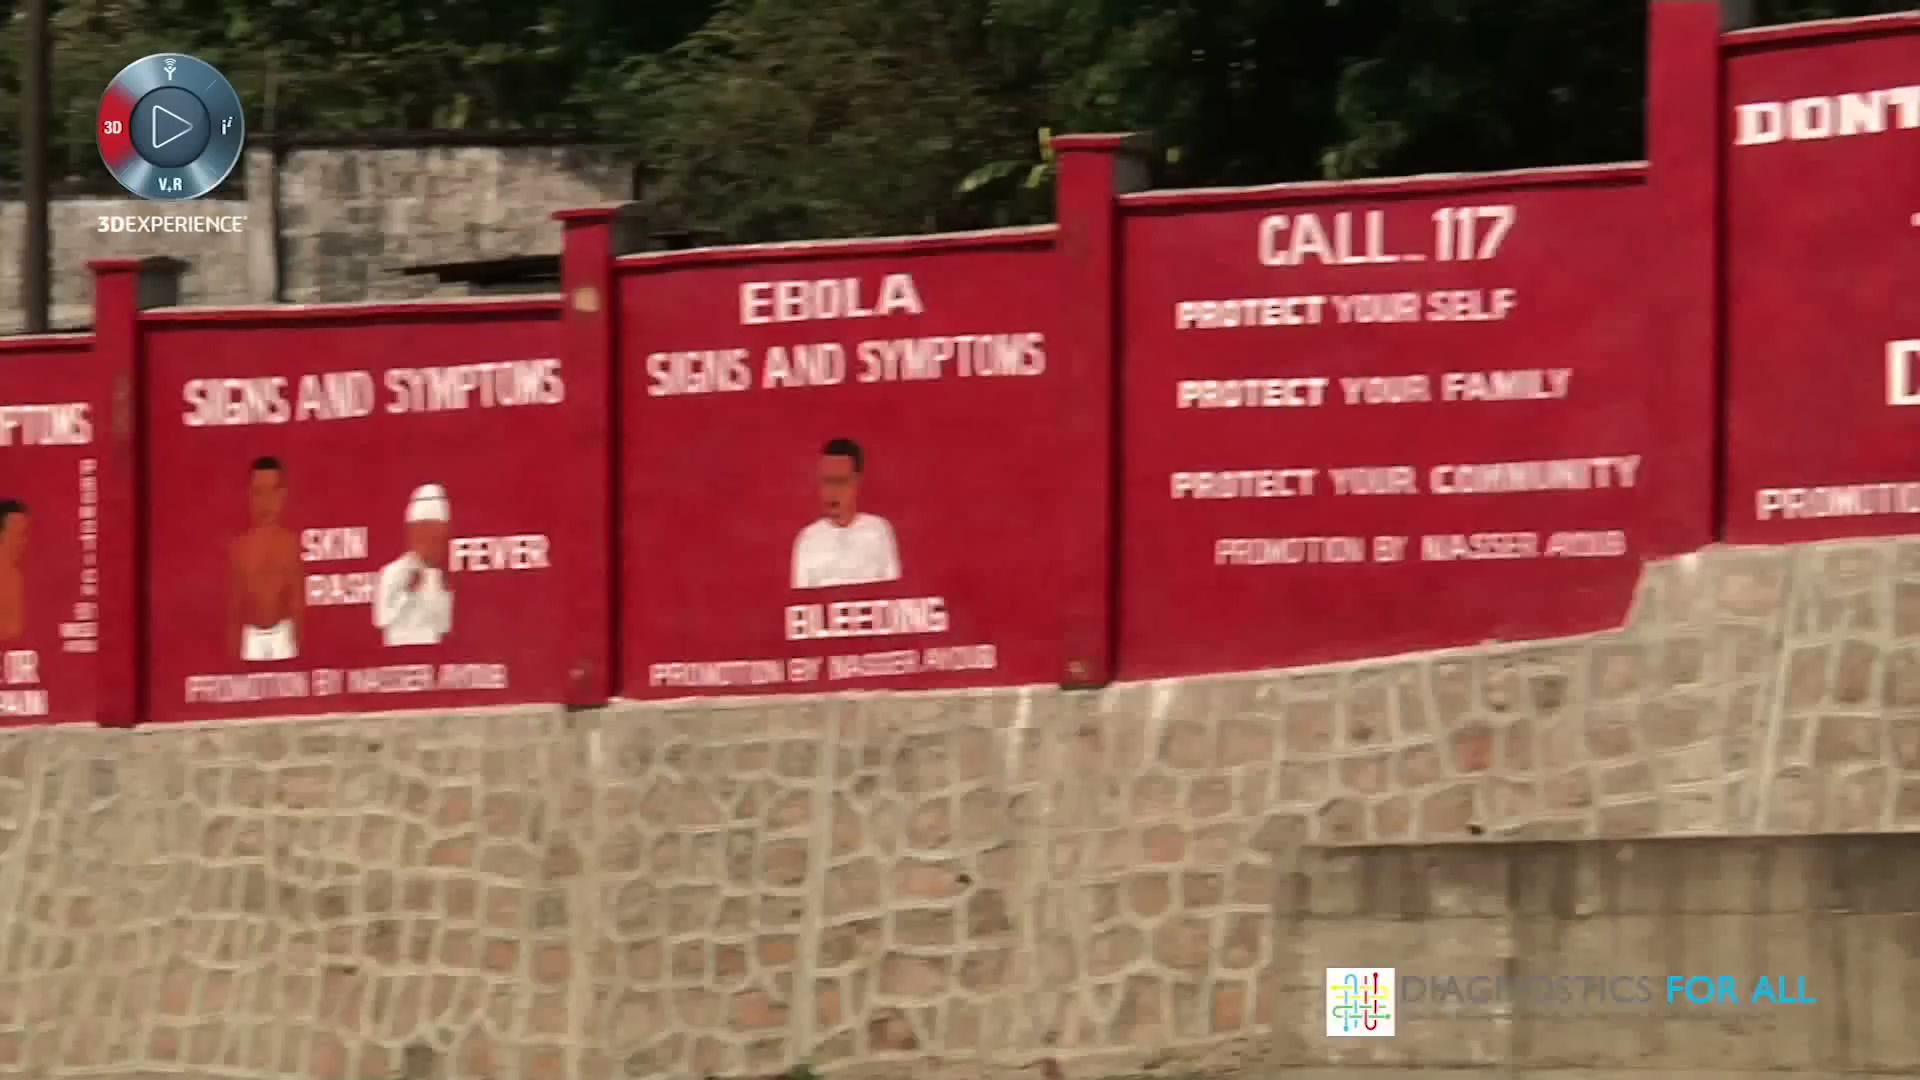 3D
i
V,R
3DEXPERIENCE
SIGNS AND SYMPTOMS
SKIN
RASH
FEVER
PROMOTION BY NASSER AYOUB
EBOLA
SIGNS AND SYMPTOMS
BLEEDING
PROMOTION BY NASSER AYOUB
CALL_117
PROTECT YOUR SELF
PROTECT YOUR FAMILY
PROTECT YOUR COMMUNITY
PROMOTION BY NASSER AYOUB
DONT
DIAGNOSTICS FOR ALL